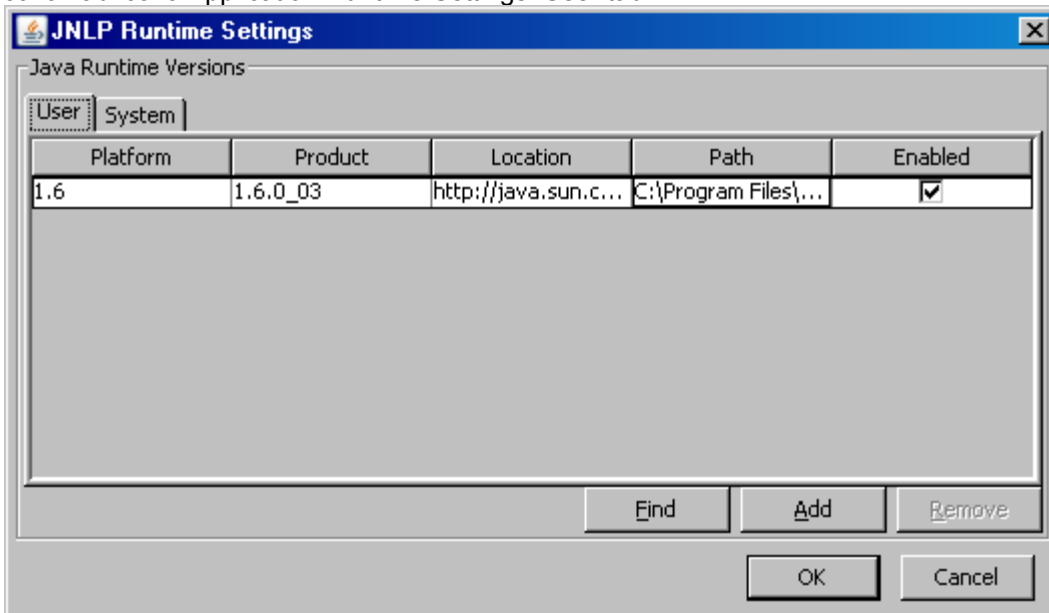 JNLP Runtime Settings
Java Runtime Versions
User System
Platform Product Location Path Enabled
1.6 1.6.0_03 http://java.sun.c... C:\Program Files\...
Find Add Remove
OK Cancel